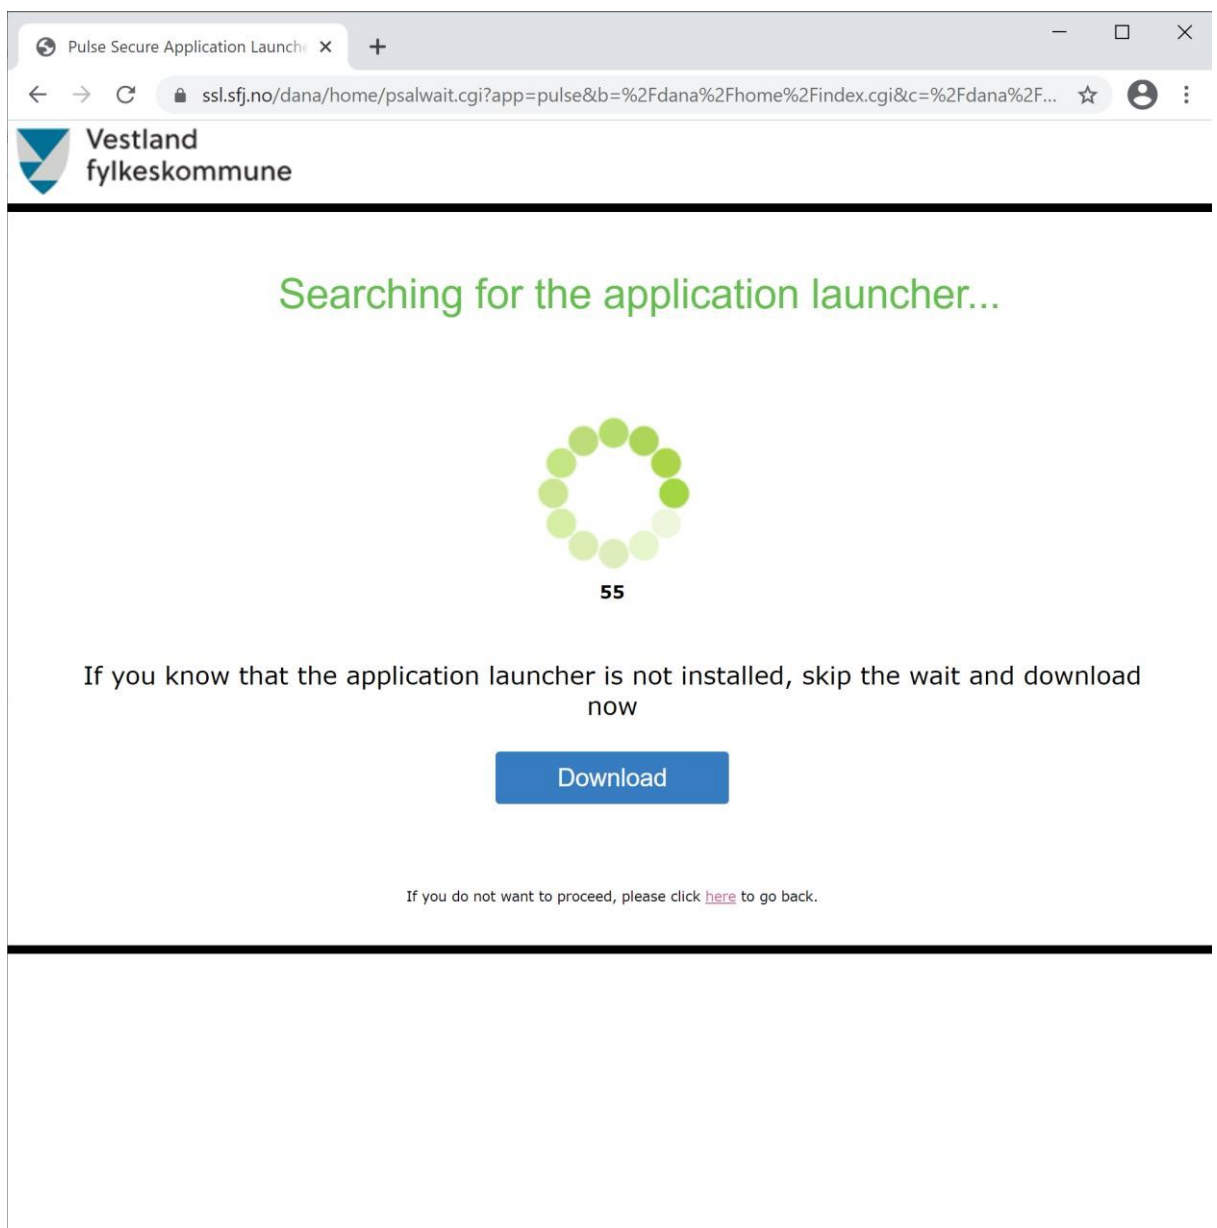 Pulse Secure Application Launch
ssl.sfj.no/dana/home/psalwait.cgi?app=pulse&b=%2Fdana%2Fhome%2Findex.cgi&c=%2Fdana%2F...
Vestland
fylkeskommune
Searching for the application launcher...
55
If you know that the application launcher is not installed, skip the wait and download
now
Download
If you do not want to proceed, please click here to go back.